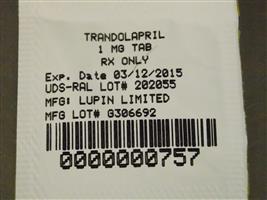 TRANDOLAPRIL
1 MG TAB
RX ONLY
Exp. Date 03/12/2015
UDS-RAL LOT# 202055
MFG: LUPIN LIMITED
MFG LOT# G306692
0000000757